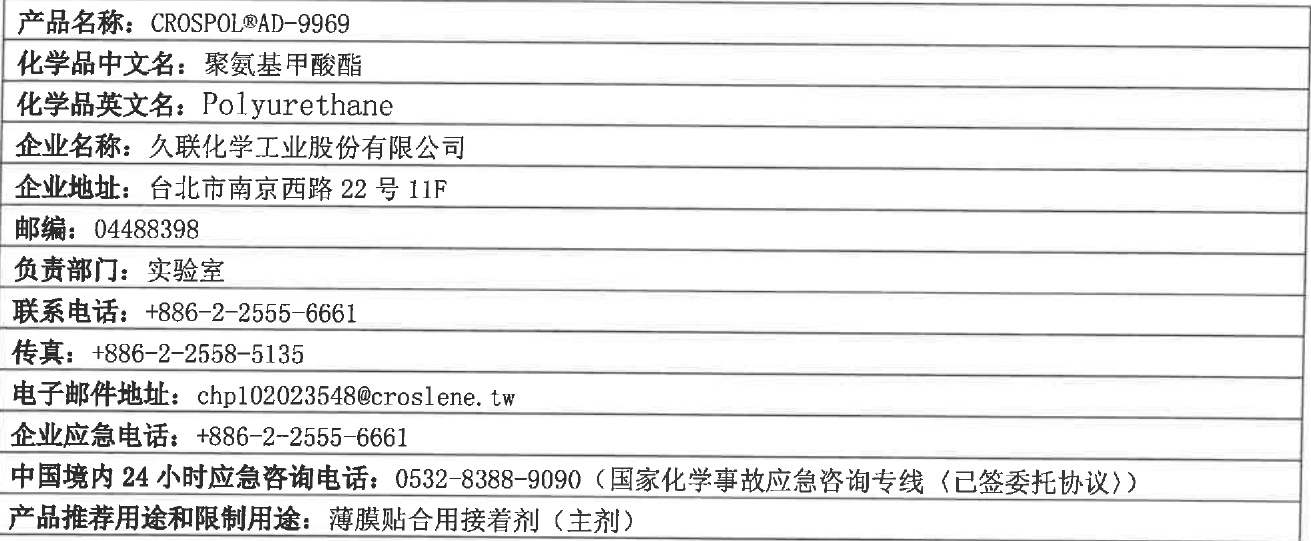 产品名称：CROSPOL®AD-9969
化学品中文名：聚氨基甲酸酯
化学品英文名：Polyurethane
企业名称：久联化学工业股份有限公司
企业地址：台北市南京西路 22 号 11F
邮编：04488398
负责部门：实验室
联系电话：+886-2-2555-6661
传真：+886-2-2558-5135
电子邮件地址：chp102023548@croslene.tw
企业应急电话：+886-2-2555-6661
中国境内 24 小时应急咨询电话：0532-8388-9090（国家化学事故应急咨询专线〈已签委托协议〉）
产品推荐用途和限制用途：薄膜贴合用接着剂（主剂）